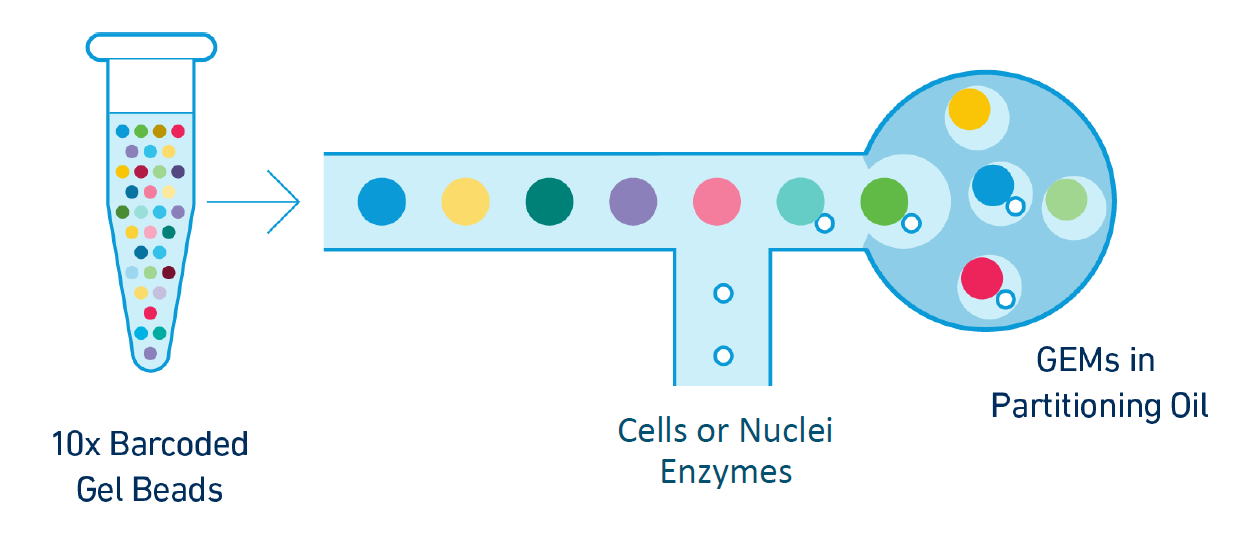 10x Barcoded
Gel Beads
Cells or Nuclei
Enzymes
GEMs in
Partitioning Oil